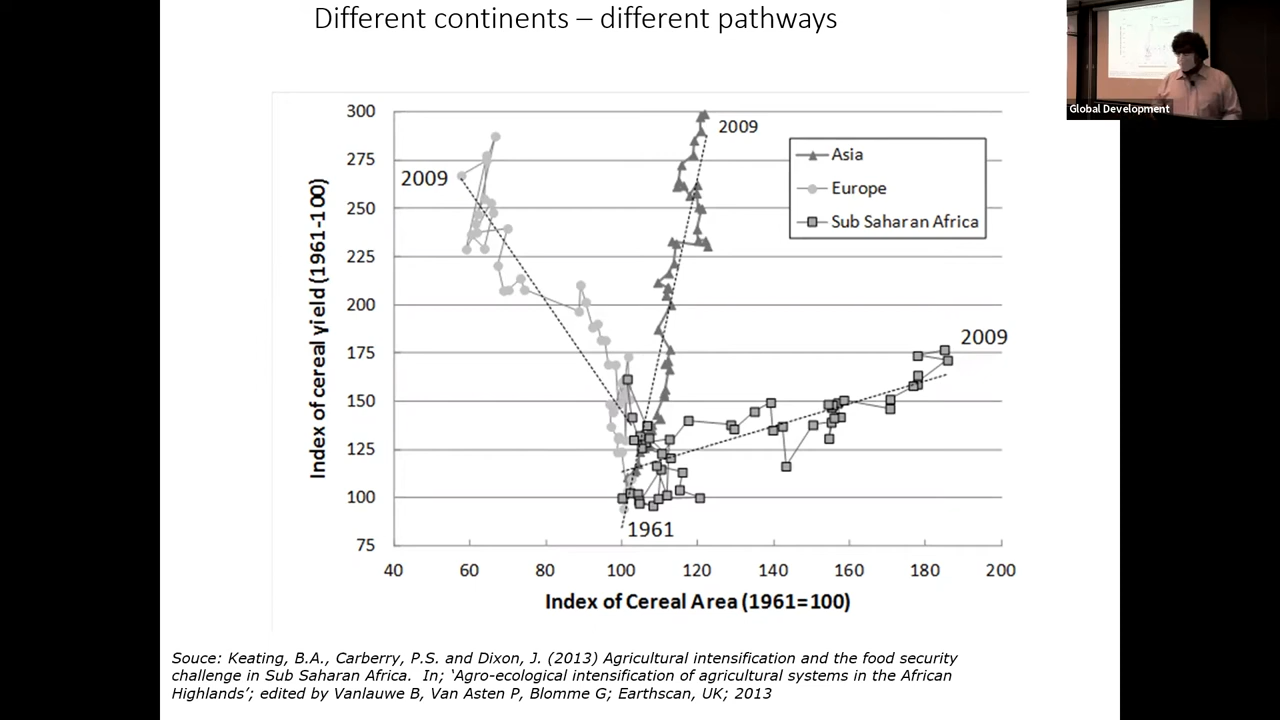 Different continents – different pathways
Global Development
300
275
250
225
200
175
150
125
100
75
Index of cereal yield (1961-100)
2009
2009
2009
1961
Asia
Europe
Sub Saharan Africa
40 60 80 100 120 140 160 180 200
Index of Cereal Area (1961=100)
Souce: Keating, B.A., Carberry, P.S. and Dixon, J. (2013) Agricultural intensification and the food security
challenge in Sub Saharan Africa. In; ‘Agro-ecological intensification of agricultural systems in the African
Highlands’; edited by Vanlauwe B, Van Asten P, Blomme G; Earthscan, UK; 2013